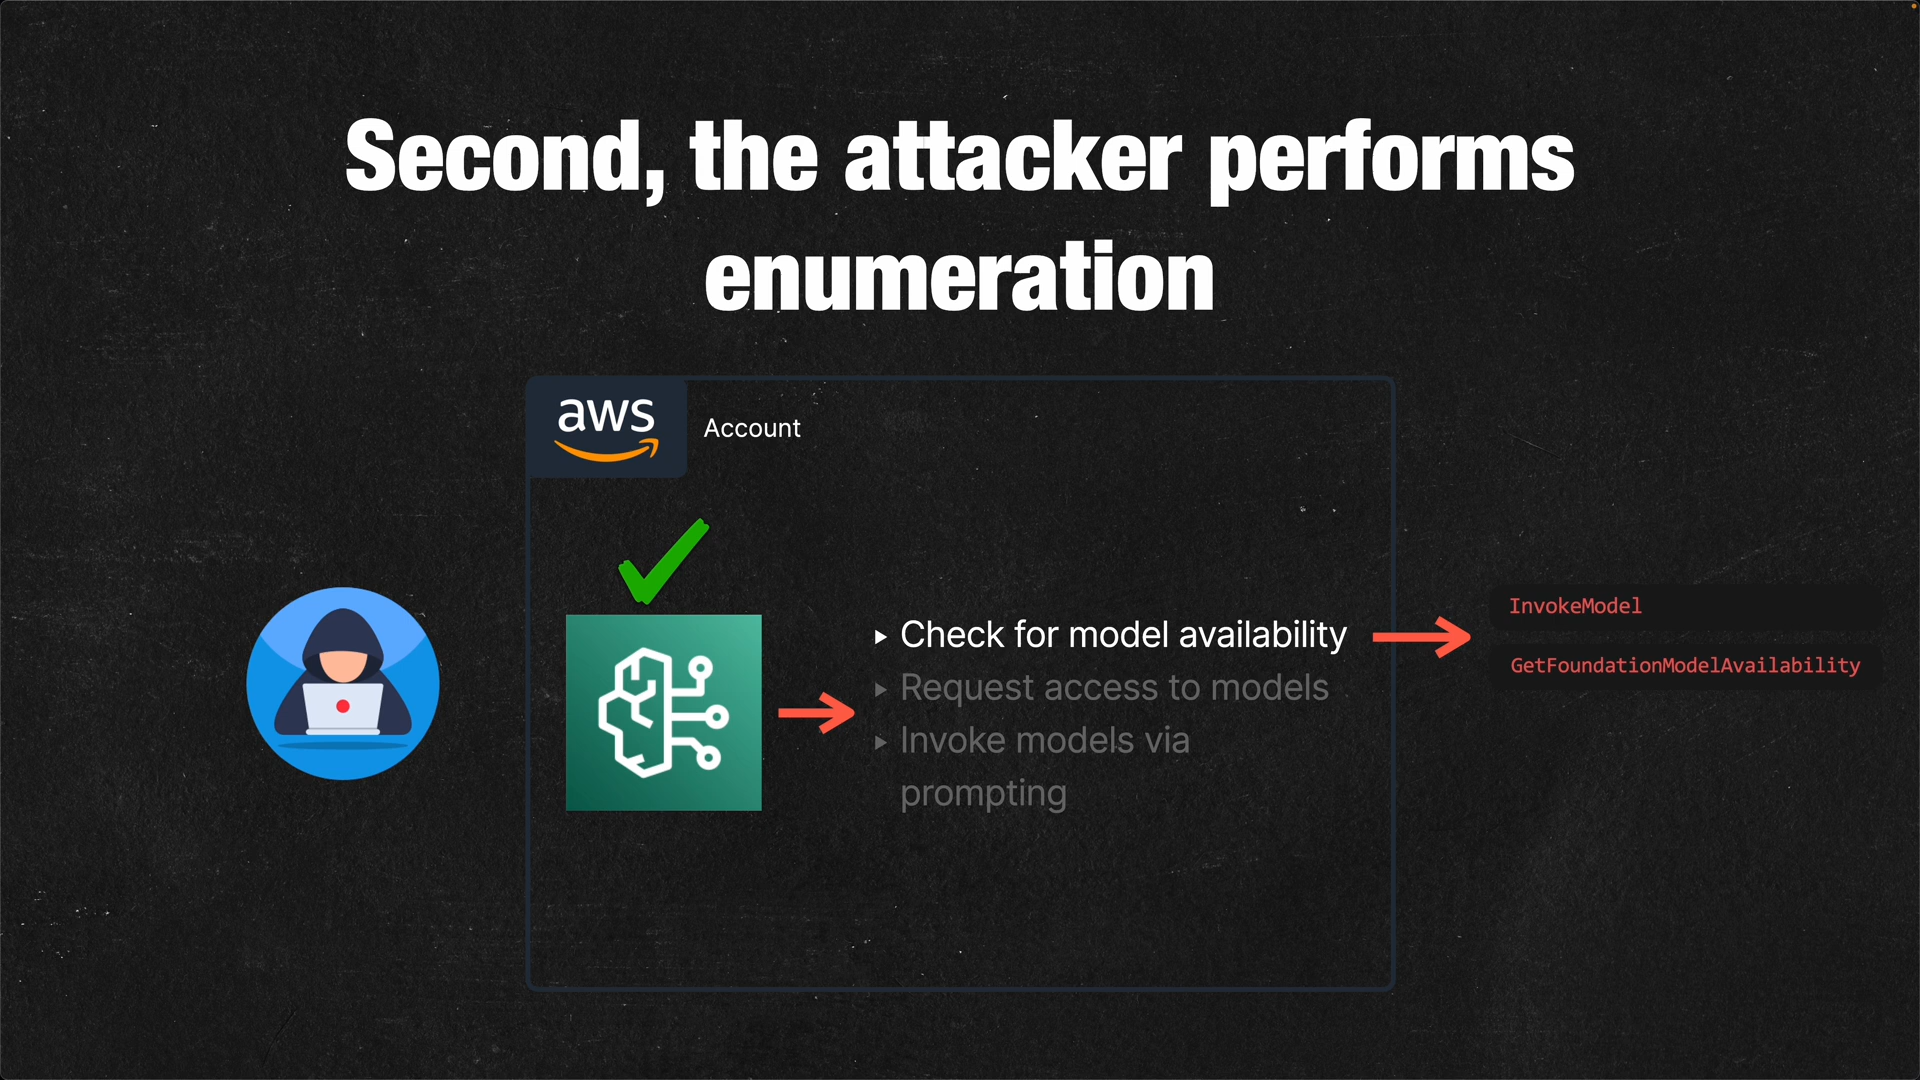 Second, the attacker performs
enumeration
aws
Account
Check for model availability
Request access to models
Invoke models via
prompting
InvokeModel
GetFoundationModelAvailability